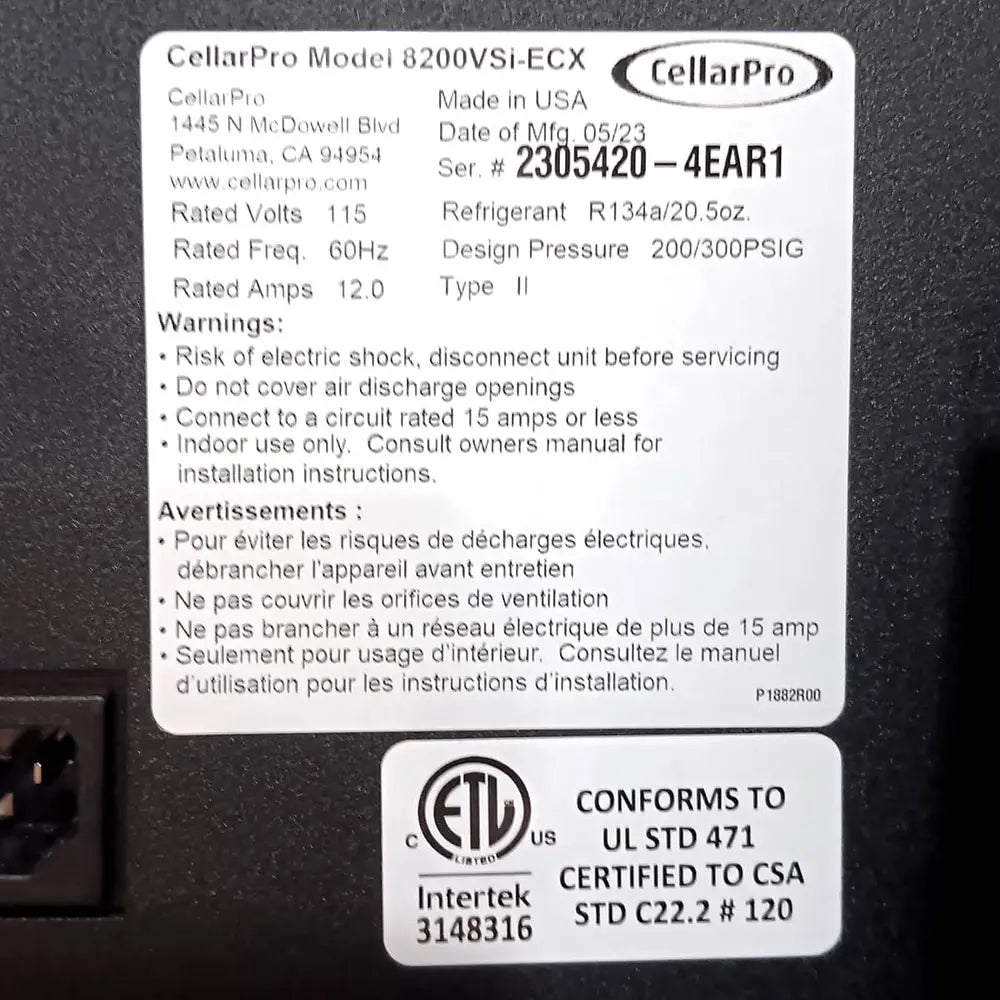 CellarPro Model 8200VSi-ECX
CellarPro
CellarPro
1445 N McDowell Blvd
Petaluma, CA 94954
www.cellarpro.com
Made in USA
Date of Mfg. 05/23
Ser. # 2305420 – 4EAR1
Rated Volts 115
Refrigerant R134a/20.5oz.
Rated Freq. 60Hz
Design Pressure 200/300PSIG
Rated Amps 12.0
Type II
Warnings:
• Risk of electric shock, disconnect unit before servicing
• Do not cover air discharge openings
• Connect to a circuit rated 15 amps or less
• Indoor use only. Consult owners manual for
installation instructions.
Avertissements :
• Pour éviter les risques de décharges électriques,
débrancher l'appareil avant entretien
• Ne pas couvrir les orifices de ventilation
• Ne pas brancher à un réseau électrique de plus de 15 amp
• Seulement pour usage d'intérieur. Consultez le manuel
d'utilisation pour les instructions d'installation.
P1882R00
ETL
CM
LISTED
C
US
Intertek
3148316
CONFORMS TO
UL STD 471
CERTIFIED TO CSA
STD C22.2 # 120